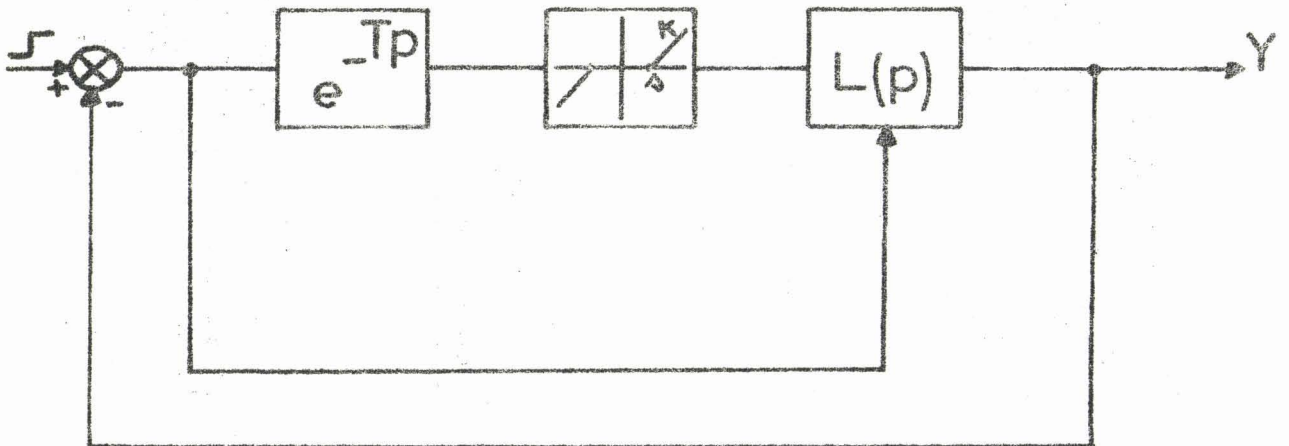 e^-Tp
K
Δ
L(p)
Y
+
-